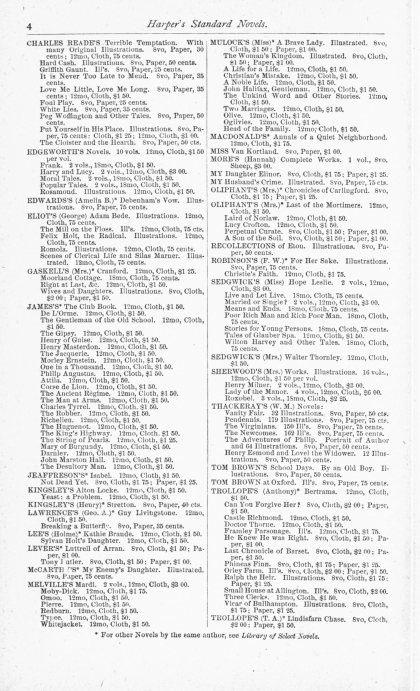 4
Harper's Standard Novels.
CHARLES READE'S Terrible Temptation. With
many Original Illustrations. 8vo, Paper, 30
cents; 12mo, Cloth, 75 cents.
Hard Cash. Illustrations. 8vo, Paper, 50 cents.
Griffith Gaunt. Ill's. 8vo, Paper, 25 cents.
It is Never Too Late to Mend. 8vo, Paper, 35
cents.
Love Me Little, Love Me Long. 8vo, Paper, 35
cents; 12mo, Cloth, $1 50.
Foul Play. 8vo, Paper, 25 cents.
White Lies. 8vo, Paper, 35 cents.
Peg Woffington and Other Tales. 8vo, Paper, 50
cents.
Put Yourself in His Place. Illustrations. 8vo, Pa-
per, 75 cents; Cloth, $1 25; 12mo, Cloth, $1 00.
The Cloister and the Hearth. 8vo, Paper, 50 cts.
EDGEWORTH'S Novels. 10 vols. 12mo, Cloth, $1 50
per vol.
Frank. 2 vols., 18mo, Cloth, $1 50.
Harry and Lucy. 2 vols., 12mo, Cloth, $3 00.
Moral Tales. 2 vols., 18mo, Cloth, $1 50.
Popular Tales. 2 vols., 18mo, Cloth, $1 50.
Rosamond. Illustrations. 12mo, Cloth, $1 50.
EDWARDS'S (Amelia B.)* Debenham's Vow. Illus-
trations. 8vo, Paper, 75 cents.
ELIOT'S (George) Adam Bede. Illustrations. 12mo,
Cloth, 75 cents.
The Mill on the Floss. Ill's. 12mo, Cloth, 75 cts.
Felix Holt, the Radical. Illustrations. 12mo,
Cloth, 75 cents.
Romola. Illustrations. 12mo, Cloth, 75 cents.
Scenes of Clerical Life and Silas Marner. Illus-
trated. 12mo, Cloth, 75 cents.
GASKELL'S (Mrs.)* Cranford. 12mo, Cloth, $1 25.
Moorland Cottage. 18mo, Cloth, 75 cents.
Right at Last, &c. 12mo, Cloth, $1 50.
Wives and Daughters. Illustrations. 8vo, Cloth,
$2 00; Paper, $1 50.
JAMES'S* The Club Book. 12mo, Cloth, $1 50.
De L'Orme. 12mo, Cloth, $1 50.
The Gentleman of the Old School. 12mo, Cloth,
$1 50.
The Gipsy. 12mo, Cloth, $1 50.
Henry of Guise. 12mo, Cloth, $1 50.
Henry Masterdon. 12mo, Cloth, $1 50.
The Jacquerie. 12mo, Cloth, $1 50.
Morley Ernstein. 12mo, Cloth, $1 50.
One in a Thousand. 12mo, Cloth, $1 50.
Philip Augustus. 12mo, Cloth, $1 50.
Attila. 12mo, Cloth, $1 50.
Corse de Lion. 12mo, Cloth, $1 50.
The Ancient Régime. 12mo, Cloth, $1 50.
The Man at Arms. 12mo, Cloth, $1 50.
Charles Tyrrel. 12mo, Cloth, $1 50.
The Robber. 12mo, Cloth, $1 50.
Richelieu. 12mo, Cloth, $1 50.
The Huguenot. 12mo, Cloth, $1 50.
The King's Highway. 12mo, Cloth, $1 50.
The String of Pearls. 12mo, Cloth, $1 25.
Mary of Burgundy. 12mo, Cloth, $1 50.
Darnley. 12mo, Cloth, $1 50.
John Marston Hall. 12mo, Cloth, $1 50.
The Desultory Man. 12mo, Cloth, $1 50.
JEAFFERSON'S* Isabel. 12mo, Cloth, $1 50.
Not Dead Yet. 8vo, Cloth, $1 75; Paper, $1 25.
KINGSLEY'S Alton Locke. 12mo, Cloth, $1 50.
Yeast: a Problem. 12mo, Cloth, $1 50.
KINGSLEY'S (Henry)* Stretton. 8vo, Paper, 40 cts.
LAWRENCE'S (Geo. A.)* Guy Livingstone. 12mo,
Cloth, $1 50.
Breaking a Butterfly. 8vo, Paper, 35 cents.
LEE'S (Holme)* Kathie Brande. 12mo, Cloth, $1 50.
Sylvan Holt's Daughter. 12mo, Cloth, $1 50.
LEVER'S* Luttrell of Arran. 8vo, Cloth, $1 50; Pa-
per, $1 00.
Tony Butler. 8vo, Cloth, $1 50; Paper, $1 00.
McCARTHY'S* My Enemy's Daughter. Illustrated.
8vo, Paper, 75 cents.
MELVILLE'S Mardi. 2 vols., 12mo, Cloth, $3 00.
Moby-Dick. 12mo, Cloth, $1 75.
Omoo. 12mo, Cloth, $1 50.
Pierre. 12mo, Cloth, $1 50.
Redburn. 12mo, Cloth, $1 50.
Typee. 12mo, Cloth, $1 50.
Whitejacket. 12mo, Cloth, $1 50.
MULOCK'S (Miss)* A Brave Lady. Illustrated. 8vo,
Cloth, $1 50; Paper, $1 00.
The Woman's Kingdom. Illustrated. 8vo, Cloth,
$1 50; Paper, $1 00.
A Life for a Life. 12mo, Cloth, $1 50.
Christian's Mistake. 12mo, Cloth, $1 50.
A Noble Life. 12mo, Cloth, $1 50.
John Halifax, Gentleman. 12mo, Cloth, $1 50.
The Unkind Word and Other Stories. 12mo,
Cloth, $1 50.
Two Marriages. 12mo, Cloth, $1 50.
Olive. 12mo, Cloth, $1 50.
Ogilvies. 12mo, Cloth, $1 50.
Head of the Family. 12mo, Cloth, $1 50.
MACDONALD'S* Annals of a Quiet Neighborhood.
12mo, Cloth, $1 75.
MISS Van Kortland. 8vo, Paper, $1 00.
MORE'S (Hannah) Complete Works. 1 vol., 8vo,
Sheep, $3 00.
MY Daughter Elinor. 8vo, Cloth, $1 75; Paper, $1 25.
MY Husband's Crime. Illustrated. 8vo, Paper, 75 cts.
OLIPHANT'S (Mrs.)* Chronicles of Carlingford. 8vo,
Cloth, $1 75; Paper, $1 25.
OLIPHANT'S (Mrs.)* Last of the Mortimers. 12mo,
Cloth, $1 50.
Laird of Norlaw. 12mo, Cloth, $1 50.
Lucy Crofton. 12mo, Cloth, $1 50.
Perpetual Curate. 8vo, Cloth, $1 50; Paper, $1 00.
A Son of the Soil. 8vo, Cloth, $1 50; Paper, $1 00.
RECOLLECTIONS of Eton. Illustrations. 8vo, Pa-
per, 50 cents.
ROBINSON'S (F. W.)* For Her Sake. Illustrations.
8vo, Paper, 75 cents.
Christie's Faith. 12mo, Cloth, $1 75.
SEDGWICK'S (Miss) Hope Leslie. 2 vols., 12mo,
Cloth, $3 00.
Live and Let Live. 18mo, Cloth, 75 cents.
Married or Single? 2 vols., 12mo, Cloth, $3 00.
Means and Ends. 18mo, Cloth, 75 cents.
Poor Rich Man and Rich Poor Man. 18mo, Cloth,
75 cents.
Stories for Young Persons. 18mo, Cloth, 75 cents.
Tales of Glauber Spa. 12mo, Cloth, $1 50.
Wilton Harvey and Other Tales. 18mo, Cloth,
75 cents.
SEDGWICK'S (Mrs.) Walter Thornley. 12mo, Cloth,
$1 50.
SHERWOOD'S (Mrs.) Works. Illustrations. 16 vols.,
12mo, Cloth, $1 50 per vol.
Henry Milner. 2 vols., 12mo, Cloth, $3 00.
Lady of the Manor. 4 vols., 12mo, Cloth, $6 00.
Roxobel. 3 vols., 18mo, Cloth, $2 25.
THACKERAY'S (W. M.) Novels:
Vanity Fair. 32 Illustrations. 8vo, Paper, 50 cts.
Pendennis. 179 Illustrations. 8vo, Paper, 75 cts.
The Virginians. 150 Ill's. 8vo, Paper, 75 cents.
The Newcomes. 162 Ill's. 8vo, Paper, 75 cents.
The Adventures of Philip. Portrait of Author
and 64 Illustrations. 8vo, Paper, 50 cents.
Henry Esmond and Lovel the Widower. 12 Illus-
trations. 8vo, Paper, 50 cents.
TOM BROWN'S School Days. By an Old Boy. Il-
lustrations. 8vo, Paper, 50 cents.
TOM BROWN at Oxford. Ill's. 8vo, Paper, 75 cents.
TROLLOPE'S (Anthony)* Bertrams. 12mo, Cloth,
$1 50.
Can You Forgive Her? 8vo, Cloth, $2 00; Paper,
$1 50.
Castle Richmond. 12mo, Cloth, $1 50.
Doctor Thorne. 12mo, Cloth, $1 50.
Framley Parsonage. Ill's. 12mo, Cloth, $1 75.
He Knew He was Right. 8vo, Cloth, $1 50; Pa-
per, $1 00.
Last Chronicle of Barset. 8vo, Cloth, $2 00; Pa-
per, $1 50.
Phineas Finn. 8vo, Cloth, $1 75; Paper, $1 25.
Orley Farm. Ill's. 8vo, Cloth, $2 00; Paper, $1 50.
Ralph the Heir. Illustrations. 8vo, Cloth, $1 75;
Paper, $1 25.
Small House at Allington. Ill's. 8vo, Cloth, $2 00.
Three Clerks. 12mo, Cloth, $1 50.
Vicar of Bullhampton. Illustrations. 8vo, Cloth,
$1 75; Paper, $1 25.
TROLLOPE'S (T. A.)* Lindisfarn Chase. 8vo, Cloth,
$2 00; Paper, $1 50.
* For other Novels by the same author, see Library of Select Novels.